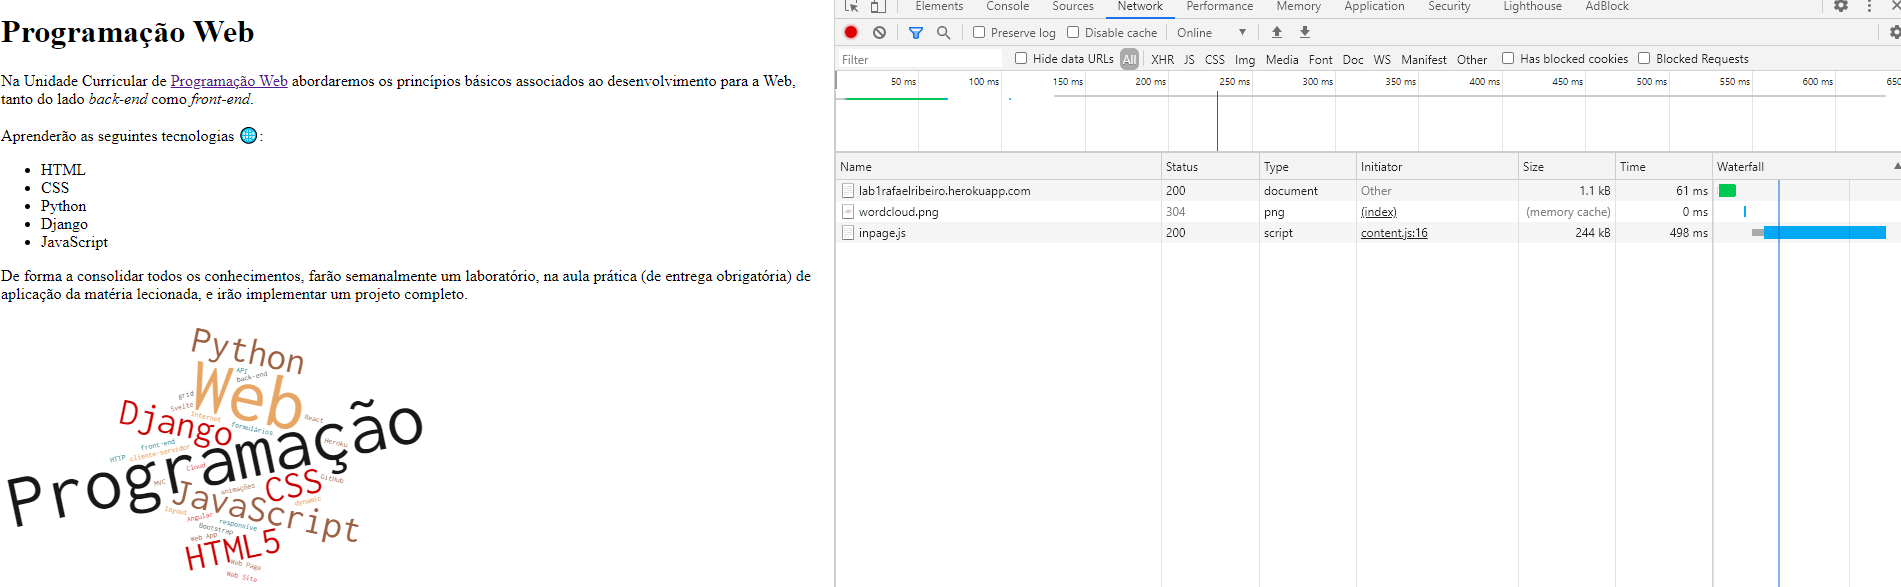 Programação Web
Na Unidade Curricular de Programação Web abordaremos os princípios básicos associados ao desenvolvimento para a Web,
tanto do lado back-end como front-end.
Aprenderão as seguintes tecnologias 🌐:
• HTML
• CSS
• Python
• Django
• JavaScript
De forma a consolidar todos os conhecimentos, farão semanalmente um laboratório, na aula prática (de entrega obrigatória) de
aplicação da matéria lecionada, e irão implementar um projeto completo.
Python
API
back-end
Web
grid
Svelte
Internet
React
Django
formulários
Programação
front-end
Heroku
HTTP
cliente-servidor
Cloud
MVC
CSS
GitHub
animações
JavaScript
dynamic
layout
Angular
responsive
Bootstrap
Web App
HTML5
Web Page
Web Site
Elements Console Sources Network Performance Memory Application Security Lighthouse AdBlock
Preserve log Disable cache Online
Filter Hide data URLs All XHR JS CSS Img Media Font Doc WS Manifest Other Has blocked cookies Blocked Requests
50 ms 100 ms 150 ms 200 ms 250 ms 300 ms 350 ms 400 ms 450 ms 500 ms 550 ms 600 ms 650
Name Status Type Initiator Size Time Waterfall
lab1rafaelribeiro.herokuapp.com 200 document Other 1.1 kB 61 ms
wordcloud.png 304 png (index) (memory cache) 0 ms
inpage.js 200 script content.js:16 244 kB 498 ms